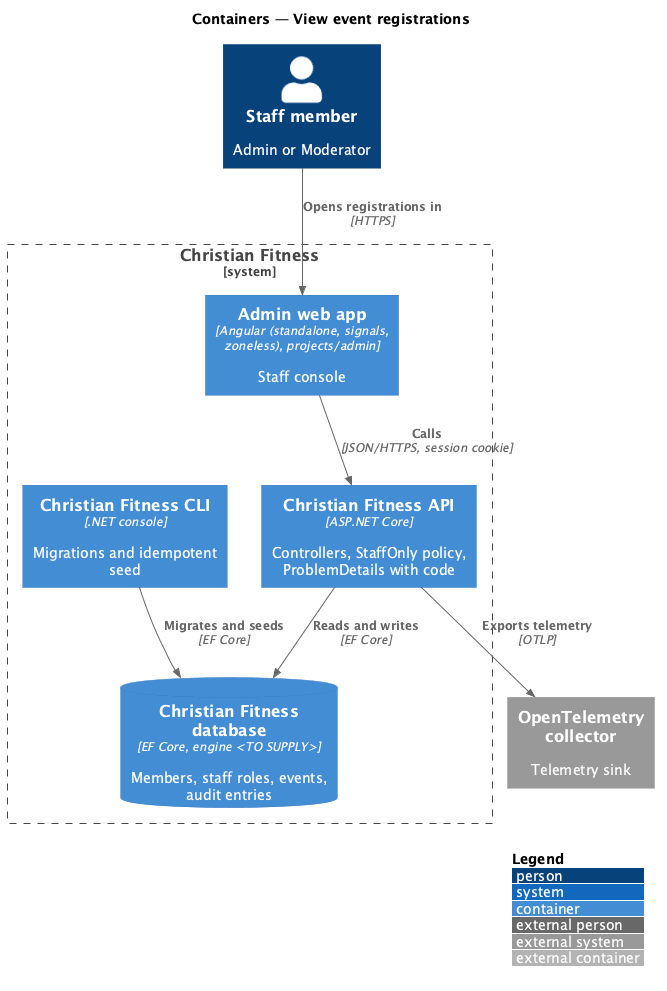 Containers — View event registrations
Staff member
Admin or Moderator
Opens registrations in
[HTTPS]
Christian Fitness
[system]
Admin web app
[Angular (standalone, signals,
zoneless), projects/admin]
Staff console
Calls
[JSON/HTTPS, session cookie]
Christian Fitness CLI
[.NET console]
Migrations and idempotent
seed
Christian Fitness API
[ASP.NET Core]
Controllers, StaffOnly policy,
ProblemDetails with code
Migrates and seeds
[EF Core]
Reads and writes
[EF Core]
Exports telemetry
[OTLP]
Christian Fitness
database
[EF Core, engine <TO SUPPLY>]
Members, staff roles, events,
audit entries
OpenTelemetry
collector
Telemetry sink
Legend
person
system
container
external person
external system
external container